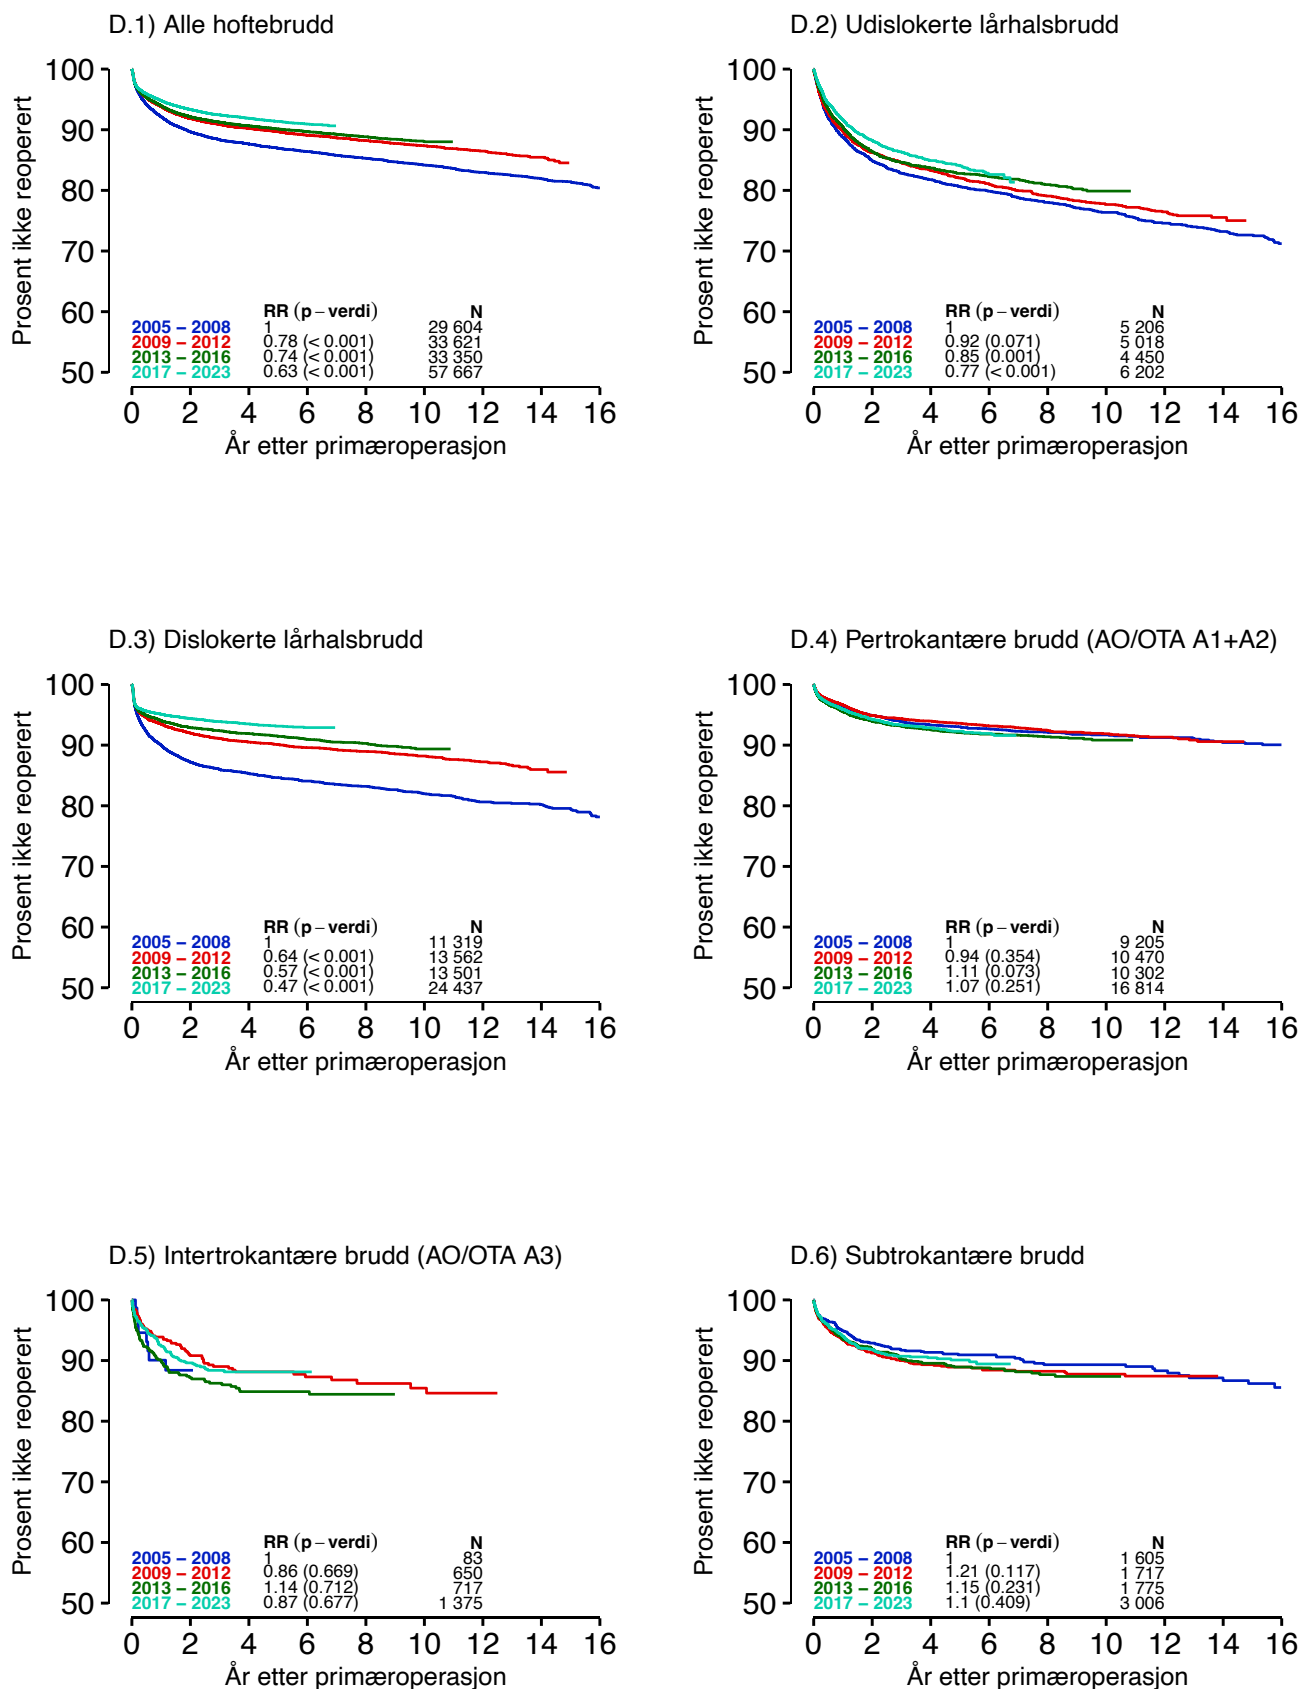 D.1) Alle hoftebrudd
Prosent ikke reoperert
100
90
80
70
60
50
RR (p – verdi) N
2005 – 2008 1 29 604
2009 – 2012 0.78 (< 0.001) 33 621
2013 – 2016 0.74 (< 0.001) 33 350
2017 – 2023 0.63 (< 0.001) 57 667
0 2 4 6 8 10 12 14 16
År etter primæroperasjon
D.2) Udislokerte lårhalsbrudd
Prosent ikke reoperert
100
90
80
70
60
50
RR (p – verdi) N
2005 – 2008 1 5 206
2009 – 2012 0.92 (0.071) 5 018
2013 – 2016 0.85 (0.001) 4 450
2017 – 2023 0.77 (< 0.001) 6 202
0 2 4 6 8 10 12 14 16
År etter primæroperasjon
D.3) Dislokerte lårhalsbrudd
Prosent ikke reoperert
100
90
80
70
60
50
RR (p – verdi) N
2005 – 2008 1 11 319
2009 – 2012 0.64 (< 0.001) 13 562
2013 – 2016 0.57 (< 0.001) 13 501
2017 – 2023 0.47 (< 0.001) 24 437
0 2 4 6 8 10 12 14 16
År etter primæroperasjon
D.4) Pertrokantære brudd (AO/OTA A1+A2)
Prosent ikke reoperert
100
90
80
70
60
50
RR (p – verdi) N
2005 – 2008 1 9 205
2009 – 2012 0.94 (0.354) 10 470
2013 – 2016 1.11 (0.073) 10 302
2017 – 2023 1.07 (0.251) 16 814
0 2 4 6 8 10 12 14 16
År etter primæroperasjon
D.5) Intertrokantære brudd (AO/OTA A3)
Prosent ikke reoperert
100
90
80
70
60
50
RR (p – verdi) N
2005 – 2008 1 83
2009 – 2012 0.86 (0.669) 650
2013 – 2016 1.14 (0.712) 717
2017 – 2023 0.87 (0.677) 1 375
0 2 4 6 8 10 12 14 16
År etter primæroperasjon
D.6) Subtrokantære brudd
Prosent ikke reoperert
100
90
80
70
60
50
RR (p – verdi) N
2005 – 2008 1 1 605
2009 – 2012 1.21 (0.117) 1 717
2013 – 2016 1.15 (0.231) 1 775
2017 – 2023 1.1 (0.409) 3 006
0 2 4 6 8 10 12 14 16
År etter primæroperasjon